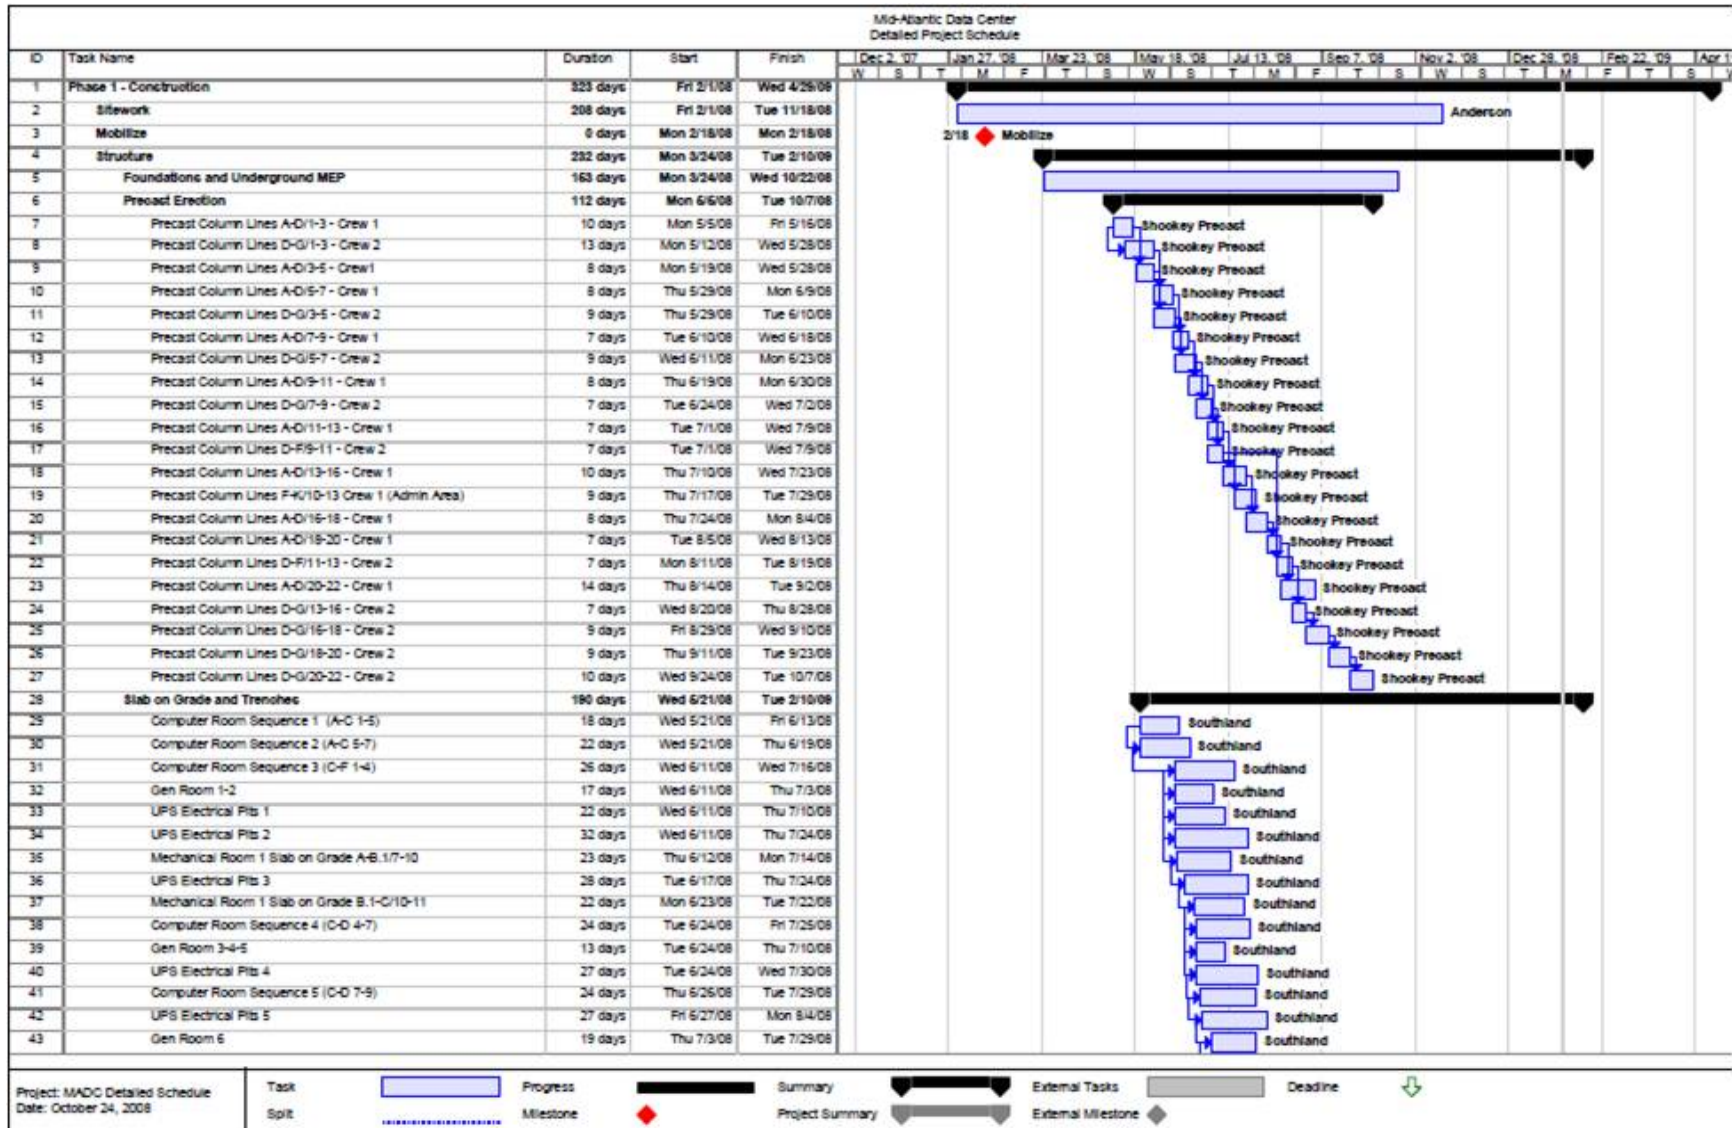 Mid-Atlantic Data Center
Detailed Project Schedule
ID Task Name Duration Start Finish Dec 2, '07 Jan 27, '08 Mar 23, '08 May 18, '08 Jul 13, '08 Sep 7, '08 Nov 2, '08 Dec 28, '08 Feb 22, '09 Apr 1
W S T M F T S W S T M F T S W S T M F T S W
1 Phase 1 - Construction 323 days Fri 2/1/08 Wed 4/29/09
2 Sitework 208 days Fri 2/1/08 Tue 11/18/08 Anderson
3 Mobilize 0 days Mon 2/18/08 Mon 2/18/08 2/18 Mobilize
4 Structure 232 days Mon 3/24/08 Tue 2/10/09
5 Foundations and Underground MEP 153 days Mon 3/24/08 Wed 10/22/08
6 Precast Erection 112 days Mon 5/5/08 Tue 10/7/08
7 Precast Column Lines A-D/1-3 - Crew 1 10 days Mon 5/5/08 Fri 5/16/08 Shockey Precast
8 Precast Column Lines D-G/1-3 - Crew 2 13 days Mon 5/12/08 Wed 5/28/08 Shockey Precast
9 Precast Column Lines A-D/3-5 - Crew1 8 days Mon 5/19/08 Wed 5/28/08 Shockey Precast
10 Precast Column Lines A-D/5-7 - Crew 1 8 days Thu 5/29/08 Mon 6/9/08 Shockey Precast
11 Precast Column Lines D-G/3-5 - Crew 2 9 days Thu 5/29/08 Tue 6/10/08 Shockey Precast
12 Precast Column Lines A-D/7-9 - Crew 1 7 days Tue 6/10/08 Wed 6/18/08 Shockey Precast
13 Precast Column Lines D-G/5-7 - Crew 2 9 days Wed 6/11/08 Mon 6/23/08 Shockey Precast
14 Precast Column Lines A-D/9-11 - Crew 1 8 days Thu 6/19/08 Mon 6/30/08 Shockey Precast
15 Precast Column Lines D-G/7-9 - Crew 2 7 days Tue 6/24/08 Wed 7/2/08 Shockey Precast
16 Precast Column Lines A-D/11-13 - Crew 1 7 days Tue 7/1/08 Wed 7/9/08 Shockey Precast
17 Precast Column Lines D-F/9-11 - Crew 2 7 days Tue 7/1/08 Wed 7/9/08 Shockey Precast
18 Precast Column Lines A-D/13-16 - Crew 1 10 days Thu 7/10/08 Wed 7/23/08 Shockey Precast
19 Precast Column Lines F-K/10-13 Crew 1 (Admin Area) 9 days Thu 7/17/08 Tue 7/29/08 Shockey Precast
20 Precast Column Lines A-D/16-18 - Crew 1 8 days Thu 7/24/08 Mon 8/4/08 Shockey Precast
21 Precast Column Lines A-D/18-20 - Crew 1 7 days Tue 8/5/08 Wed 8/13/08 Shockey Precast
22 Precast Column Lines D-F/11-13 - Crew 2 7 days Mon 8/11/08 Tue 8/19/08 Shockey Precast
23 Precast Column Lines A-D/20-22 - Crew 1 14 days Thu 8/14/08 Tue 9/2/08 Shockey Precast
24 Precast Column Lines D-G/13-16 - Crew 2 7 days Wed 8/20/08 Thu 8/28/08 Shockey Precast
25 Precast Column Lines D-G/16-18 - Crew 2 9 days Fri 8/29/08 Wed 9/10/08 Shockey Precast
26 Precast Column Lines D-G/18-20 - Crew 2 9 days Thu 9/11/08 Tue 9/23/08 Shockey Precast
27 Precast Column Lines D-G/20-22 - Crew 2 10 days Wed 9/24/08 Tue 10/7/08 Shockey Precast
28 Slab on Grade and Trenches 190 days Wed 5/21/08 Tue 2/10/09
29 Computer Room Sequence 1 (A-C 1-5) 18 days Wed 5/21/08 Fri 6/13/08 Southland
30 Computer Room Sequence 2 (A-C 5-7) 22 days Wed 5/21/08 Thu 6/19/08 Southland
31 Computer Room Sequence 3 (C-F 1-4) 26 days Wed 6/11/08 Wed 7/16/08 Southland
32 Gen Room 1-2 17 days Wed 6/11/08 Thu 7/3/08 Southland
33 UPS Electrical Pits 1 22 days Wed 6/11/08 Thu 7/10/08 Southland
34 UPS Electrical Pits 2 32 days Wed 6/11/08 Thu 7/24/08 Southland
35 Mechanical Room 1 Slab on Grade A-B.1/7-10 23 days Thu 6/12/08 Mon 7/14/08 Southland
36 UPS Electrical Pits 3 28 days Tue 6/17/08 Thu 7/24/08 Southland
37 Mechanical Room 1 Slab on Grade B.1-C/10-11 22 days Mon 6/23/08 Tue 7/22/08 Southland
38 Computer Room Sequence 4 (C-D 4-7) 24 days Tue 6/24/08 Fri 7/25/08 Southland
39 Gen Room 3-4-5 13 days Tue 6/24/08 Thu 7/10/08 Southland
40 UPS Electrical Pits 4 27 days Tue 6/24/08 Wed 7/30/08 Southland
41 Computer Room Sequence 5 (C-D 7-9) 24 days Thu 6/26/08 Tue 7/29/08 Southland
42 UPS Electrical Pits 5 27 days Fri 6/27/08 Mon 8/4/08 Southland
43 Gen Room 6 19 days Thu 7/3/08 Tue 7/29/08 Southland
Project: MADC Detailed Schedule
Date: October 24, 2008
Task Progress Summary External Tasks Deadline
Split Milestone Project Summary External Milestone